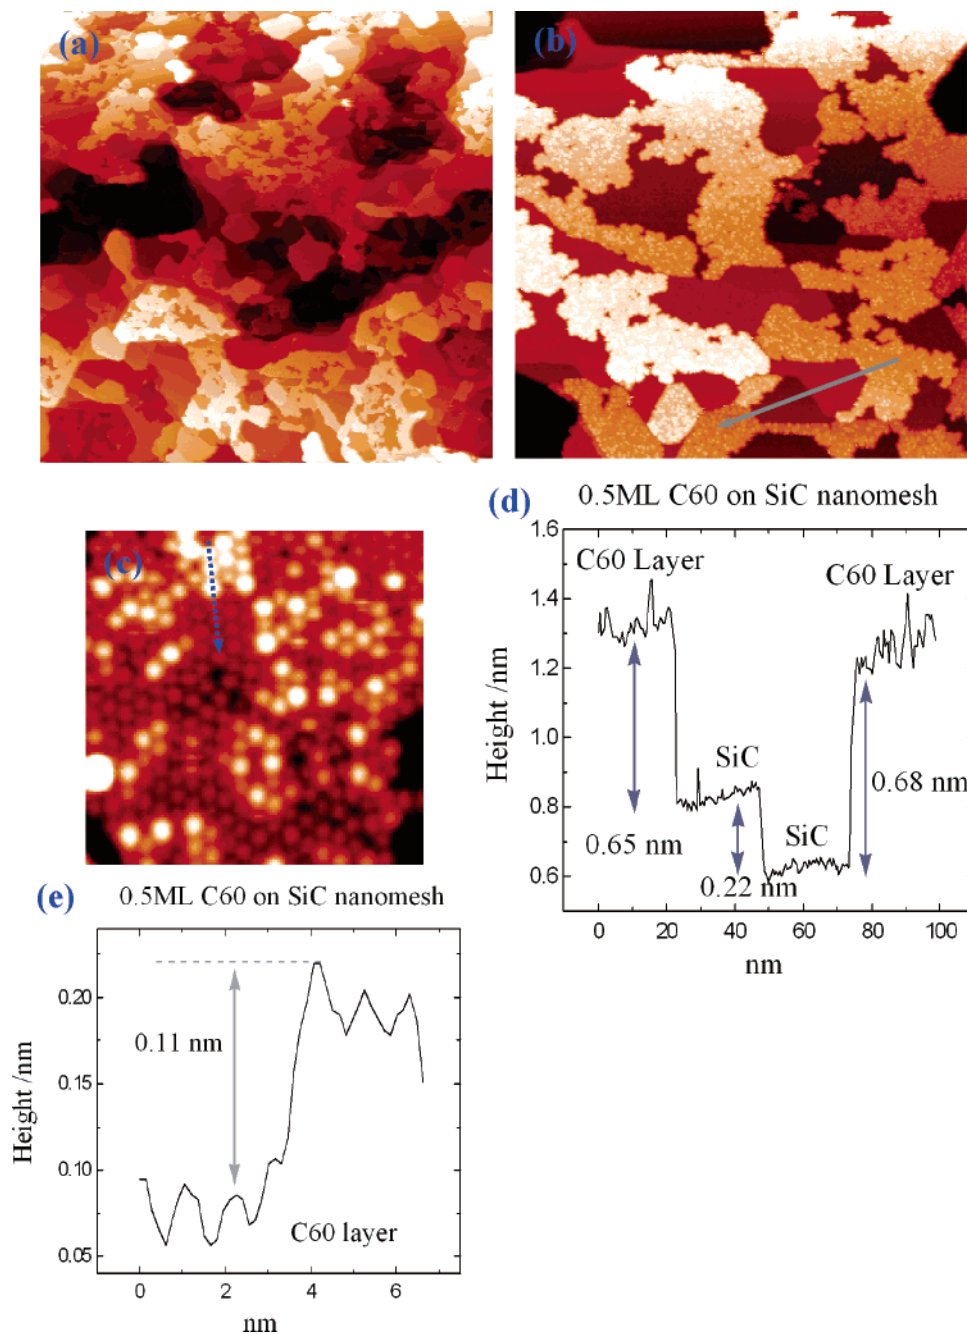 (a)
(b)
(c)
(d)
0.5ML C60 on SiC nanomesh
1.6
1.4
1.2
1.0
0.8
0.6
Height /nm
C60 Layer
C60 Layer
SiC
SiC
0.65 nm
0.22 nm
0.68 nm
0 20 40 60 80 100
nm
(e)
0.5ML C60 on SiC nanomesh
0.20
0.15
0.10
0.05
Height /nm
0.11 nm
C60 layer
0 2 4 6
nm